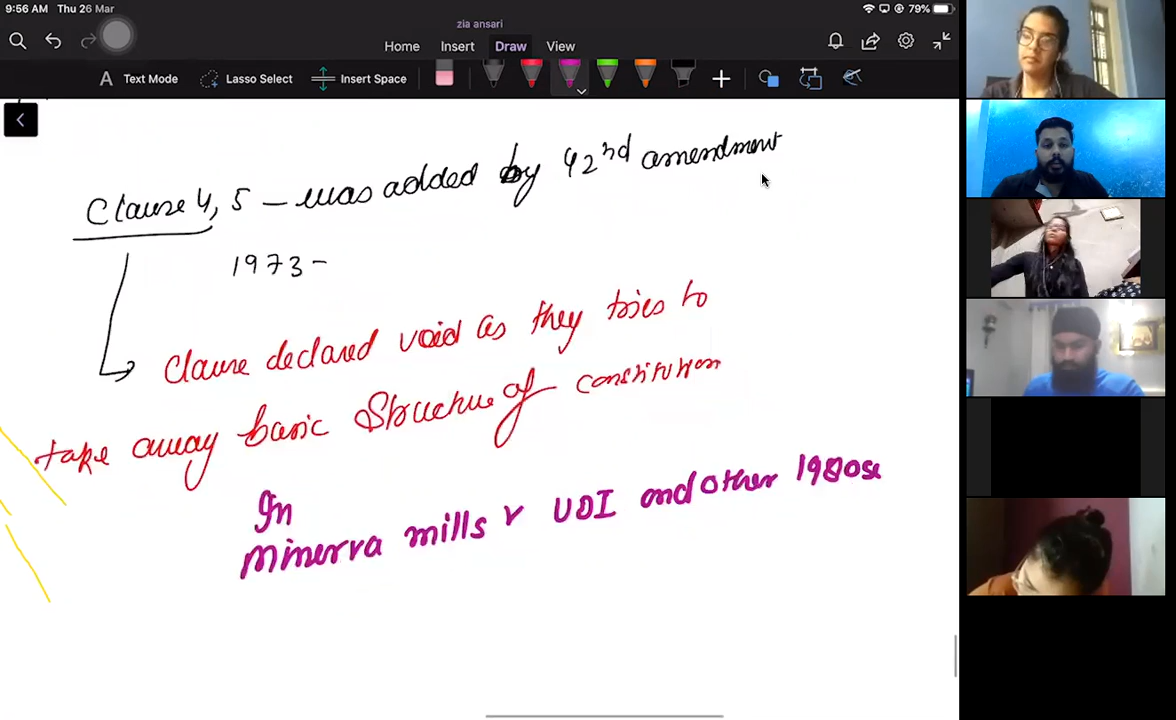 9:56 AM Thu 26 Mar
79%
zia ansari
Home Insert Draw View
Text Mode Lasso Select Insert Space
Clause 4, 5 - was added by 42nd amendment
1973 -
Clause declared void as they tries to
take away basic Structure of constitution
In
Minerva mills v UOI and other 1980sc